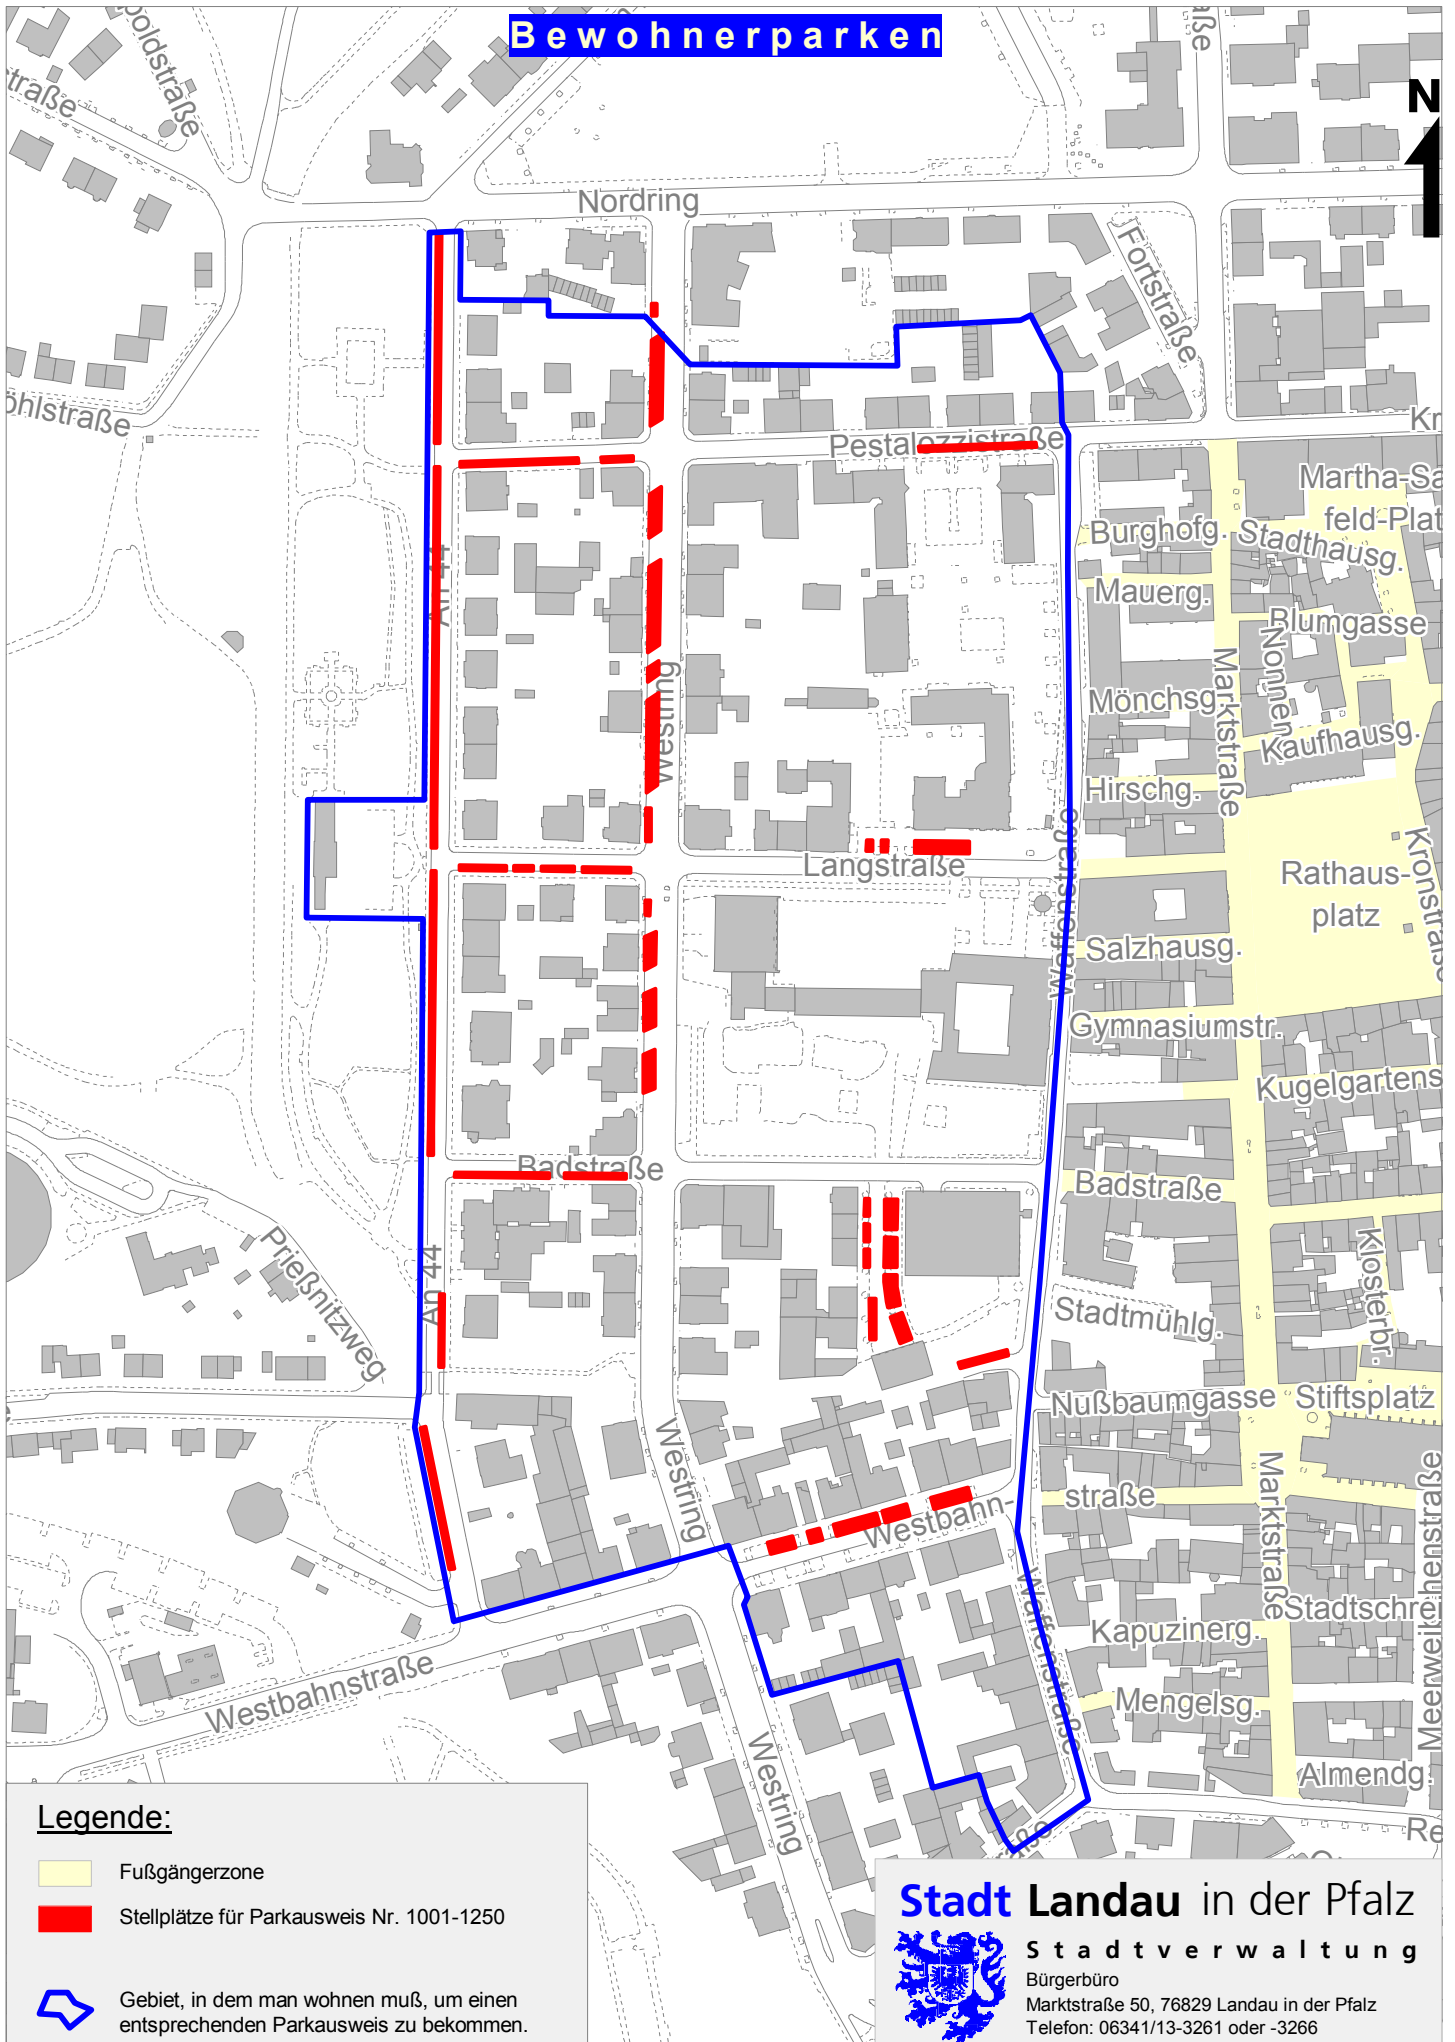 Bewohnerparken
N
Nordring
Fortstraße
Pestalozzistraße
Martha-Sa
feld-Plat
Burghofg.
Stadthausg.
Mauerg.
Blumgasse
An 44
Nonnen
Westring
Mönchsg.
Marktstraße
Kaufhausg.
Hirschg.
Langstraße
Waffenstraße
Kronstraße
Rathaus-
platz
Salzhausg.
Gymnasiumstr.
Kugelgartens
Badstraße
Badstraße
Prießnitzweg
An 44
Klosterbr.
Stadtmühlg.
Nußbaumgasse
Stiftsplatz
Westring
Westbahn-
straße
Marktstraße
Meerweibchenstraße
Waffenstraße
Kapuzinerg.
Stadtschrei
Westbahnstraße
Mengelsg.
Westring
Almendg.
Legende:
Fußgängerzone
Stellplätze für Parkausweis Nr. 1001-1250
Gebiet, in dem man wohnen muß, um einen
entsprechenden Parkausweis zu bekommen.
Stadt Landau in der Pfalz
Stadtverwaltung
Bürgerbüro
Marktstraße 50, 76829 Landau in der Pfalz
Telefon: 06341/13-3261 oder -3266